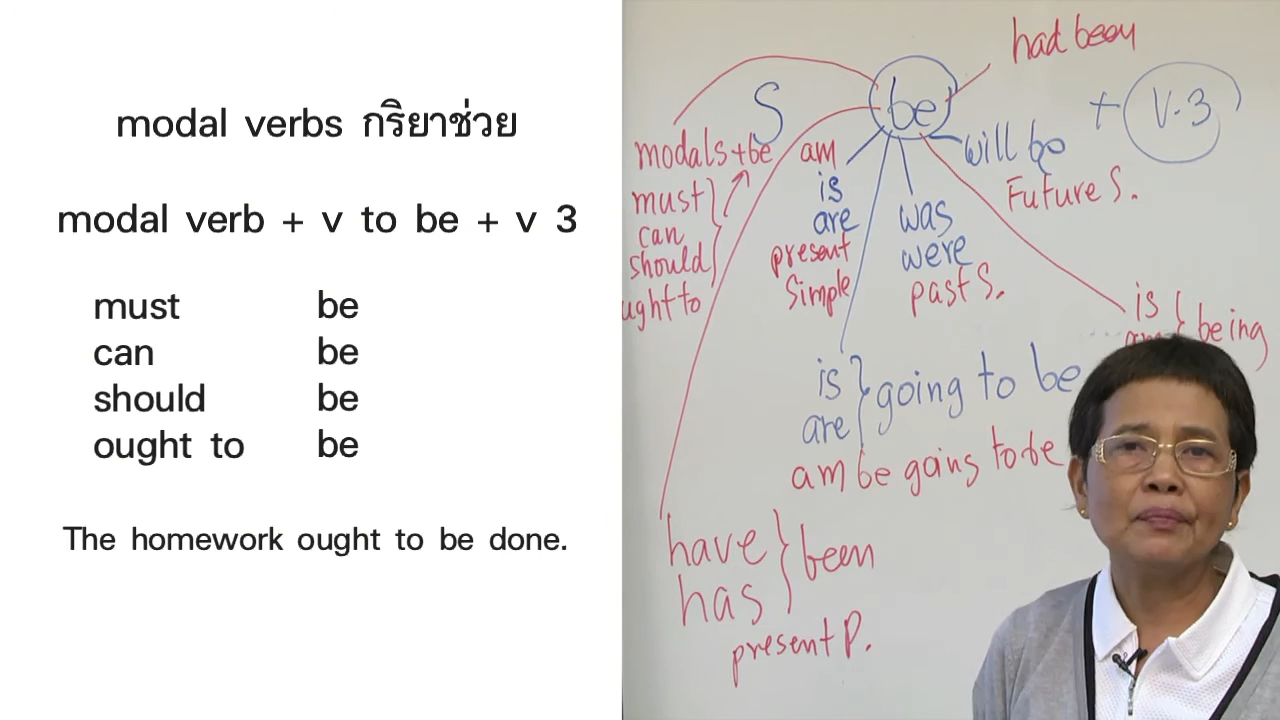 modal verbs กริยาช่วย
modal verb + v to be + v 3
must be
can be
should be
ought to be
The homework ought to be done.
had been
S be + V.3
modals + be
must
can
should
ught to
am
is
are
present
Simple
was
were
past S.
will be
Future S.
is
am
being
is
are
going to be
am be going to be
have
has
been
present P.